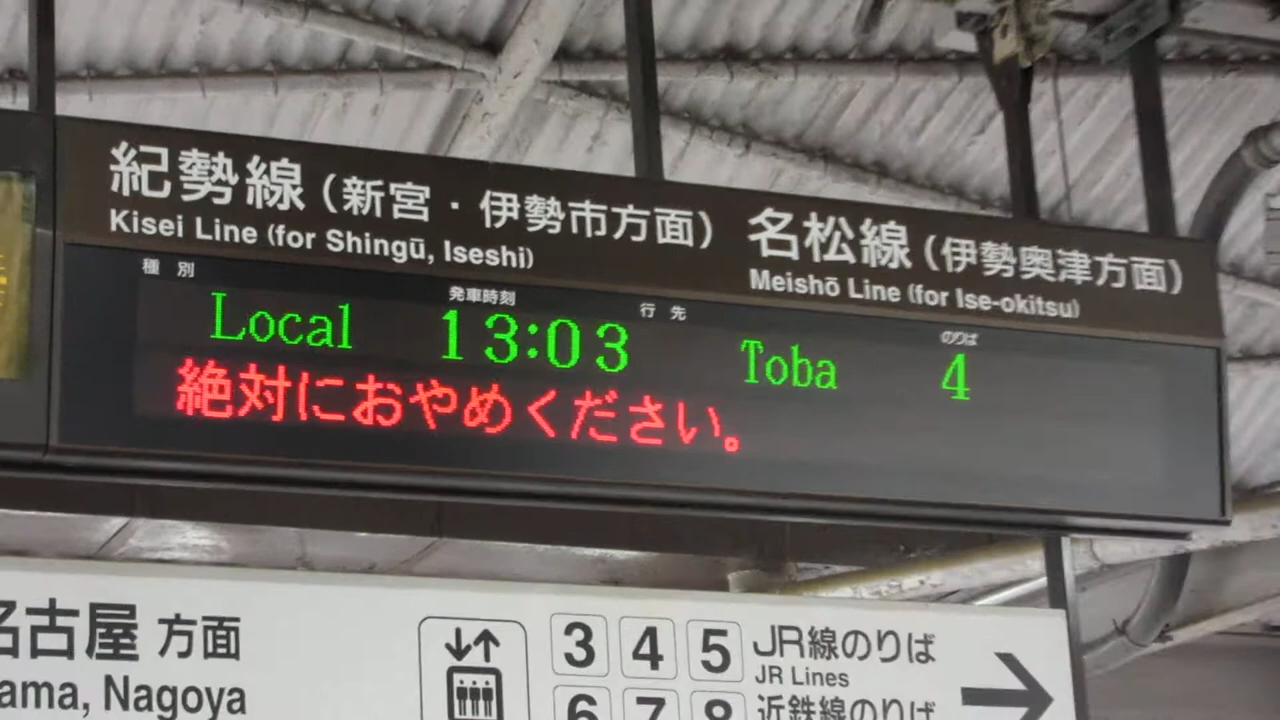 紀勢線（新宮・伊勢市方面） 名松線（伊勢奥津方面）
Kisei Line (for Shingū, Iseshi) Meishō Line (for Ise-okitsu)
種別 発車時刻 行先 のりば
Local 13:03 Toba 4
絶対におやめください。
名古屋 方面
ama, Nagoya
3 4 5 JR線のりば
JR Lines
6 7 8 近鉄線のりば